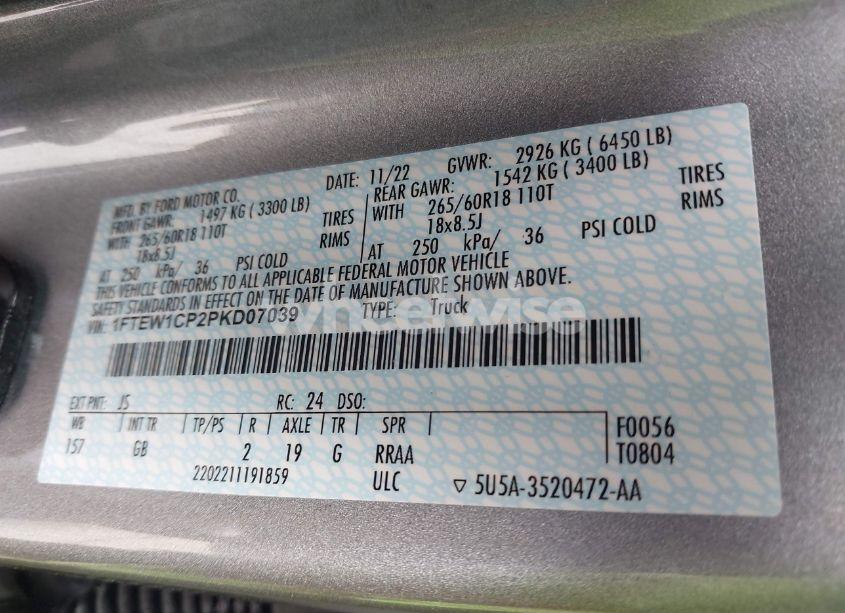 MFD. BY FORD MOTOR CO.
DATE: 11/22 GVWR: 2926 KG ( 6450 LB)
FRONT GAWR: 1497 KG ( 3300 LB)
WITH 265/60R18 110T TIRES
18x8.5J RIMS
AT 250 kPa/ 36 PSI COLD
REAR GAWR: 1542 KG ( 3400 LB)
WITH 265/60R18 110T TIRES
18x8.5J RIMS
AT 250 kPa/ 36 PSI COLD
THIS VEHICLE CONFORMS TO ALL APPLICABLE FEDERAL MOTOR VEHICLE
SAFETY STANDARDS IN EFFECT ON THE DATE OF MANUFACTURE SHOWN ABOVE.
VIN: 1FTEW1CP2PKD07039 TYPE: Truck
EXT PNT: JS RC: 24 DSO:
WB INT TR TP/PS R AXLE TR SPR
157 GB 2 19 G RRAA
F0056
T0804
2202211191859 ULC 5U5A-3520472-AA